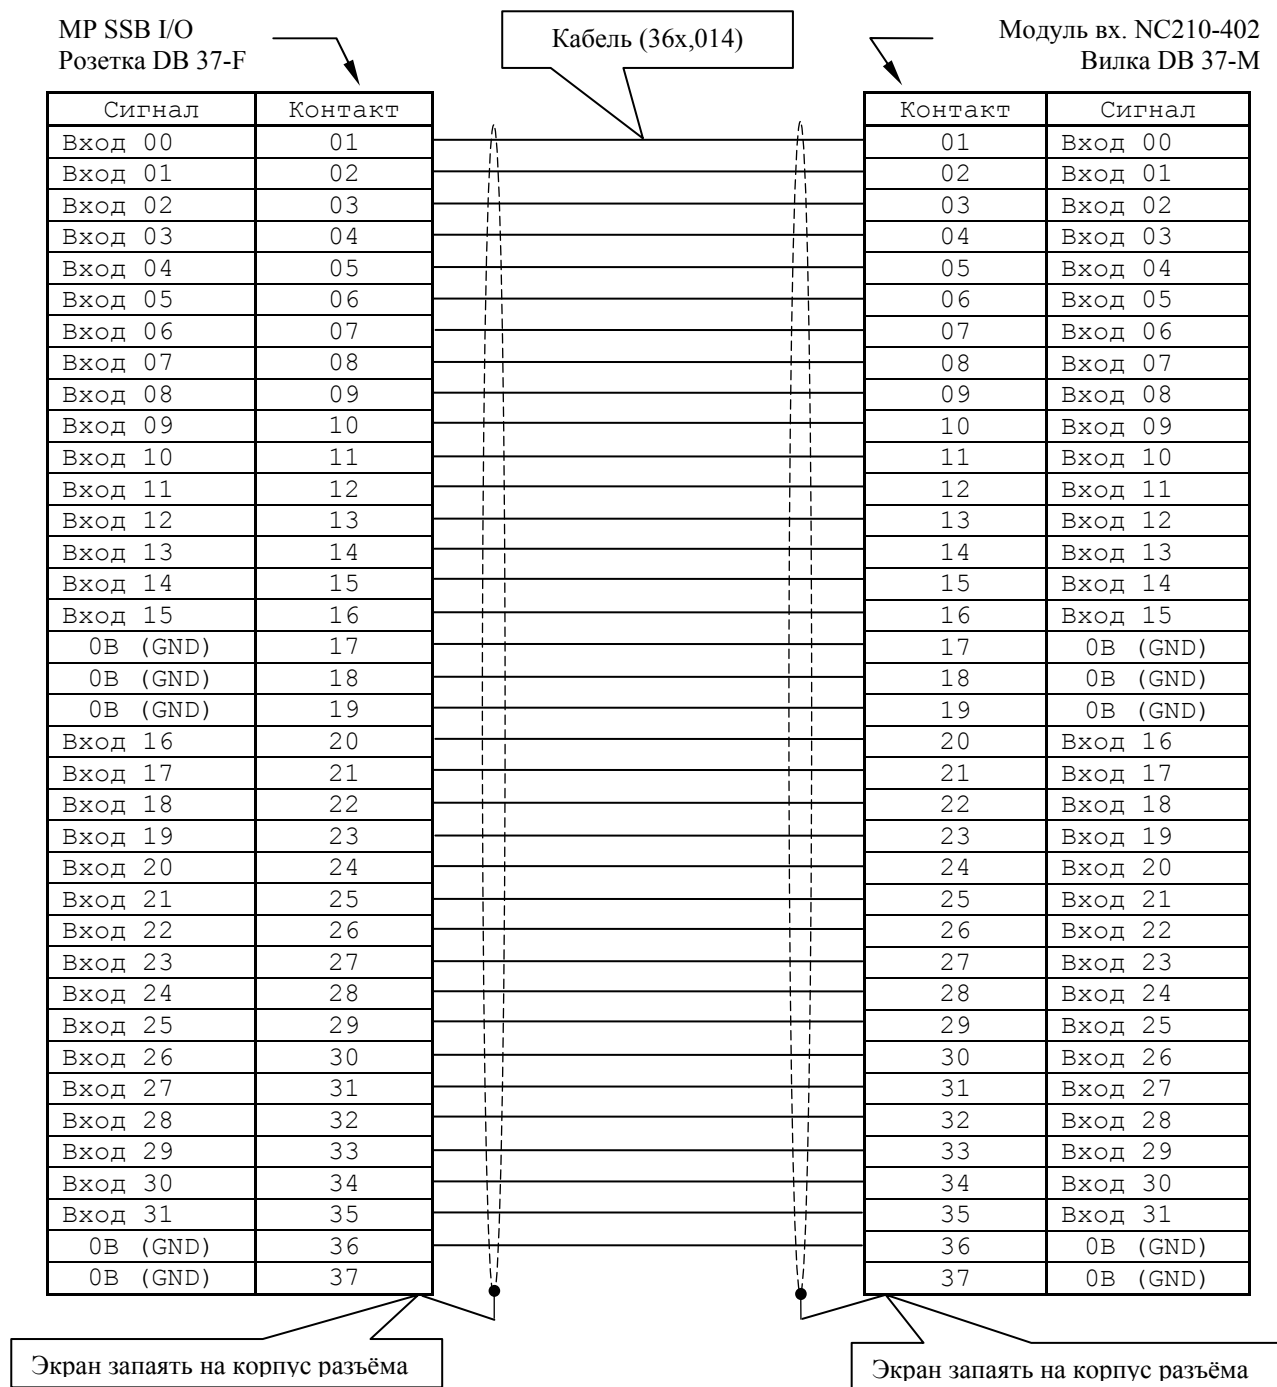 MP SSB I/O
Розетка DB 37-F
Кабель (36х,014)
Модуль вх. NC210-402
Вилка DB 37-M
Сигнал Контакт Контакт Сигнал
Вход 00 01 01 Вход 00
Вход 01 02 02 Вход 01
Вход 02 03 03 Вход 02
Вход 03 04 04 Вход 03
Вход 04 05 05 Вход 04
Вход 05 06 06 Вход 05
Вход 06 07 07 Вход 06
Вход 07 08 08 Вход 07
Вход 08 09 09 Вход 08
Вход 09 10 10 Вход 09
Вход 10 11 11 Вход 10
Вход 11 12 12 Вход 11
Вход 12 13 13 Вход 12
Вход 13 14 14 Вход 13
Вход 14 15 15 Вход 14
Вход 15 16 16 Вход 15
0В (GND) 17 17 0В (GND)
0В (GND) 18 18 0В (GND)
0В (GND) 19 19 0В (GND)
Вход 16 20 20 Вход 16
Вход 17 21 21 Вход 17
Вход 18 22 22 Вход 18
Вход 19 23 23 Вход 19
Вход 20 24 24 Вход 20
Вход 21 25 25 Вход 21
Вход 22 26 26 Вход 22
Вход 23 27 27 Вход 23
Вход 24 28 28 Вход 24
Вход 25 29 29 Вход 25
Вход 26 30 30 Вход 26
Вход 27 31 31 Вход 27
Вход 28 32 32 Вход 28
Вход 29 33 33 Вход 29
Вход 30 34 34 Вход 30
Вход 31 35 35 Вход 31
0В (GND) 36 36 0В (GND)
0В (GND) 37 37 0В (GND)
Экран запаять на корпус разъёма
Экран запаять на корпус разъёма